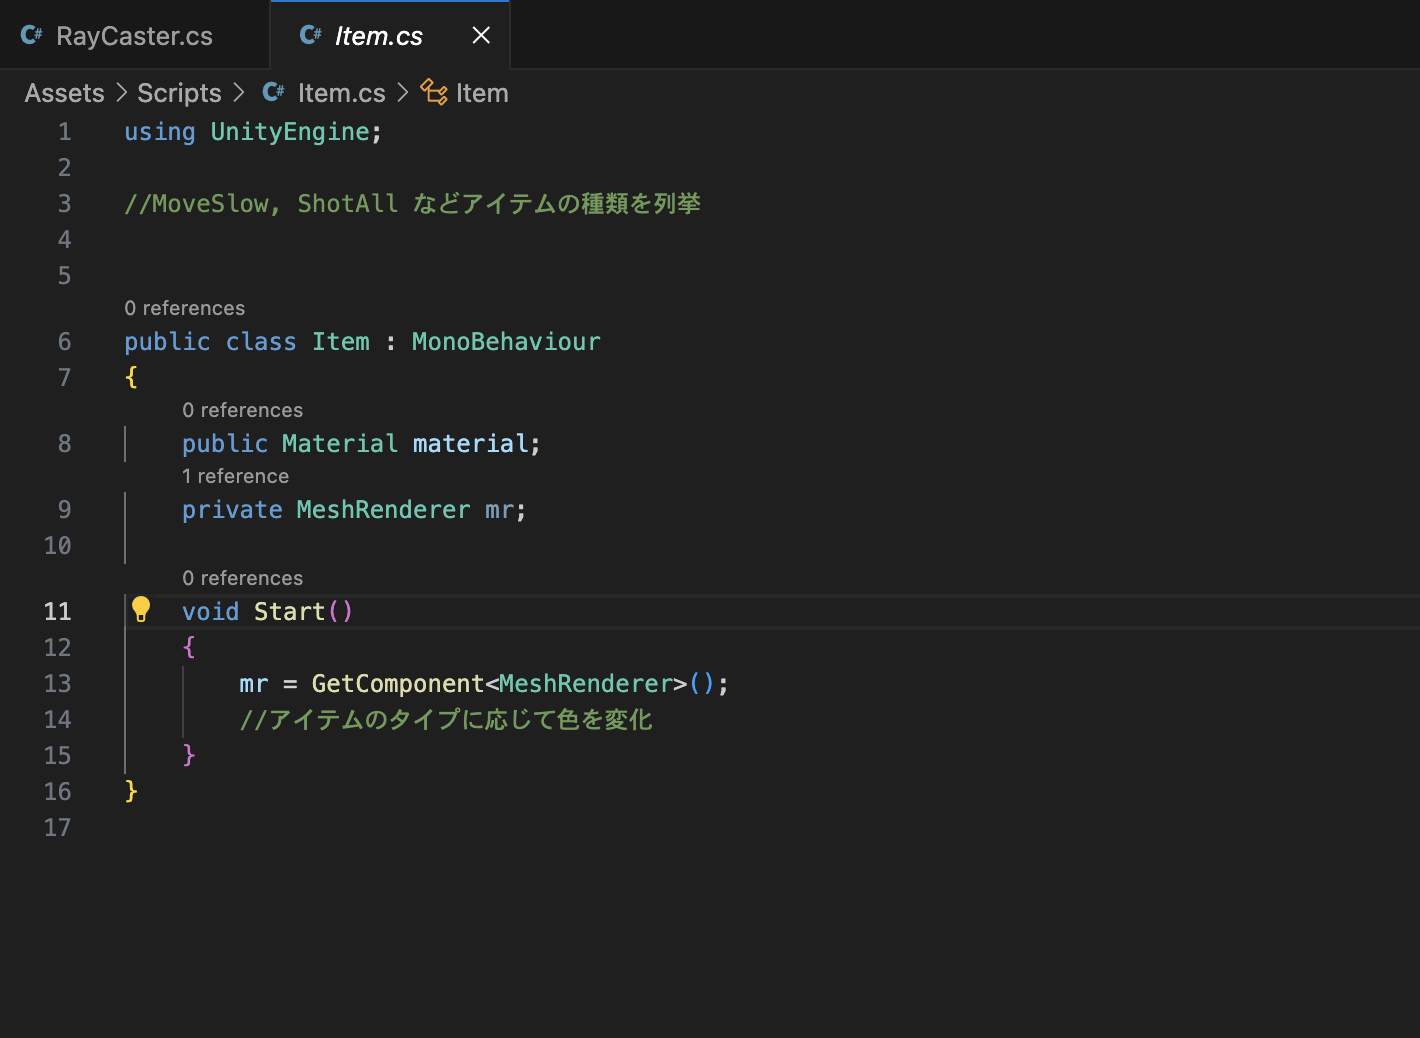 C# RayCaster.cs
C# Item.cs
Assets > Scripts > C# Item.cs > Item
1 using UnityEngine;
2
3 //MoveSlow, ShotAll などアイテムの種類を列挙
4
5
0 references
6 public class Item : MonoBehaviour
7 {
0 references
8 public Material material;
1 reference
9 private MeshRenderer mr;
10
0 references
11 void Start()
12 {
13 mr = GetComponent<MeshRenderer>();
14 //アイテムのタイプに応じて色を変化
15 }
16 }
17